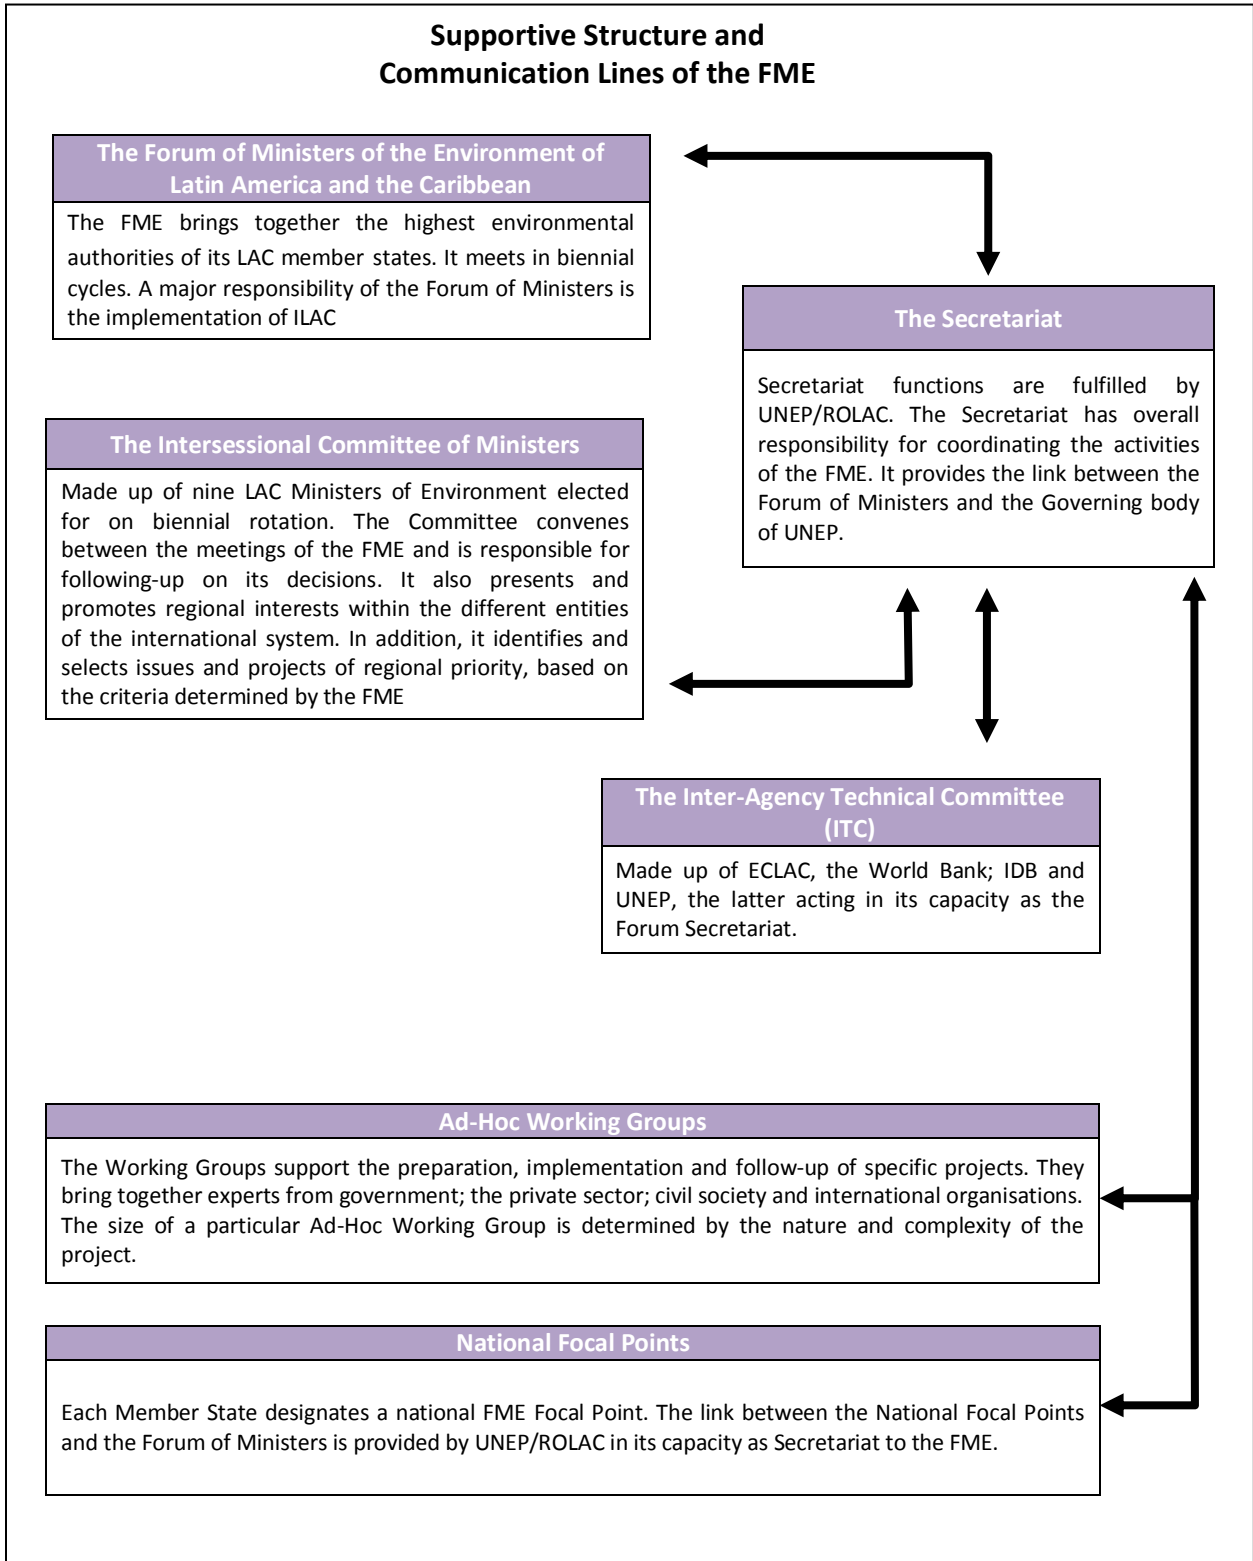 Supportive Structure and
Communication Lines of the FME
The Forum of Ministers of the Environment of
Latin America and the Caribbean
The FME brings together the highest environmental
authorities of its LAC member states. It meets in biennial
cycles. A major responsibility of the Forum of Ministers is
the implementation of ILAC
The Secretariat
Secretariat functions are fulfilled by
UNEP/ROLAC. The Secretariat has overall
responsibility for coordinating the activities
of the FME. It provides the link between the
Forum of Ministers and the Governing body
of UNEP.
The Intersessional Committee of Ministers
Made up of nine LAC Ministers of Environment elected
for on biennial rotation. The Committee convenes
between the meetings of the FME and is responsible for
following-up on its decisions. It also presents and
promotes regional interests within the different entities
of the international system. In addition, it identifies and
selects issues and projects of regional priority, based on
the criteria determined by the FME
The Inter-Agency Technical Committee
(ITC)
Made up of ECLAC, the World Bank; IDB and
UNEP, the latter acting in its capacity as the
Forum Secretariat.
Ad-Hoc Working Groups
The Working Groups support the preparation, implementation and follow-up of specific projects. They
bring together experts from government; the private sector; civil society and international organisations.
The size of a particular Ad-Hoc Working Group is determined by the nature and complexity of the
project.
National Focal Points
Each Member State designates a national FME Focal Point. The link between the National Focal Points
and the Forum of Ministers is provided by UNEP/ROLAC in its capacity as Secretariat to the FME.